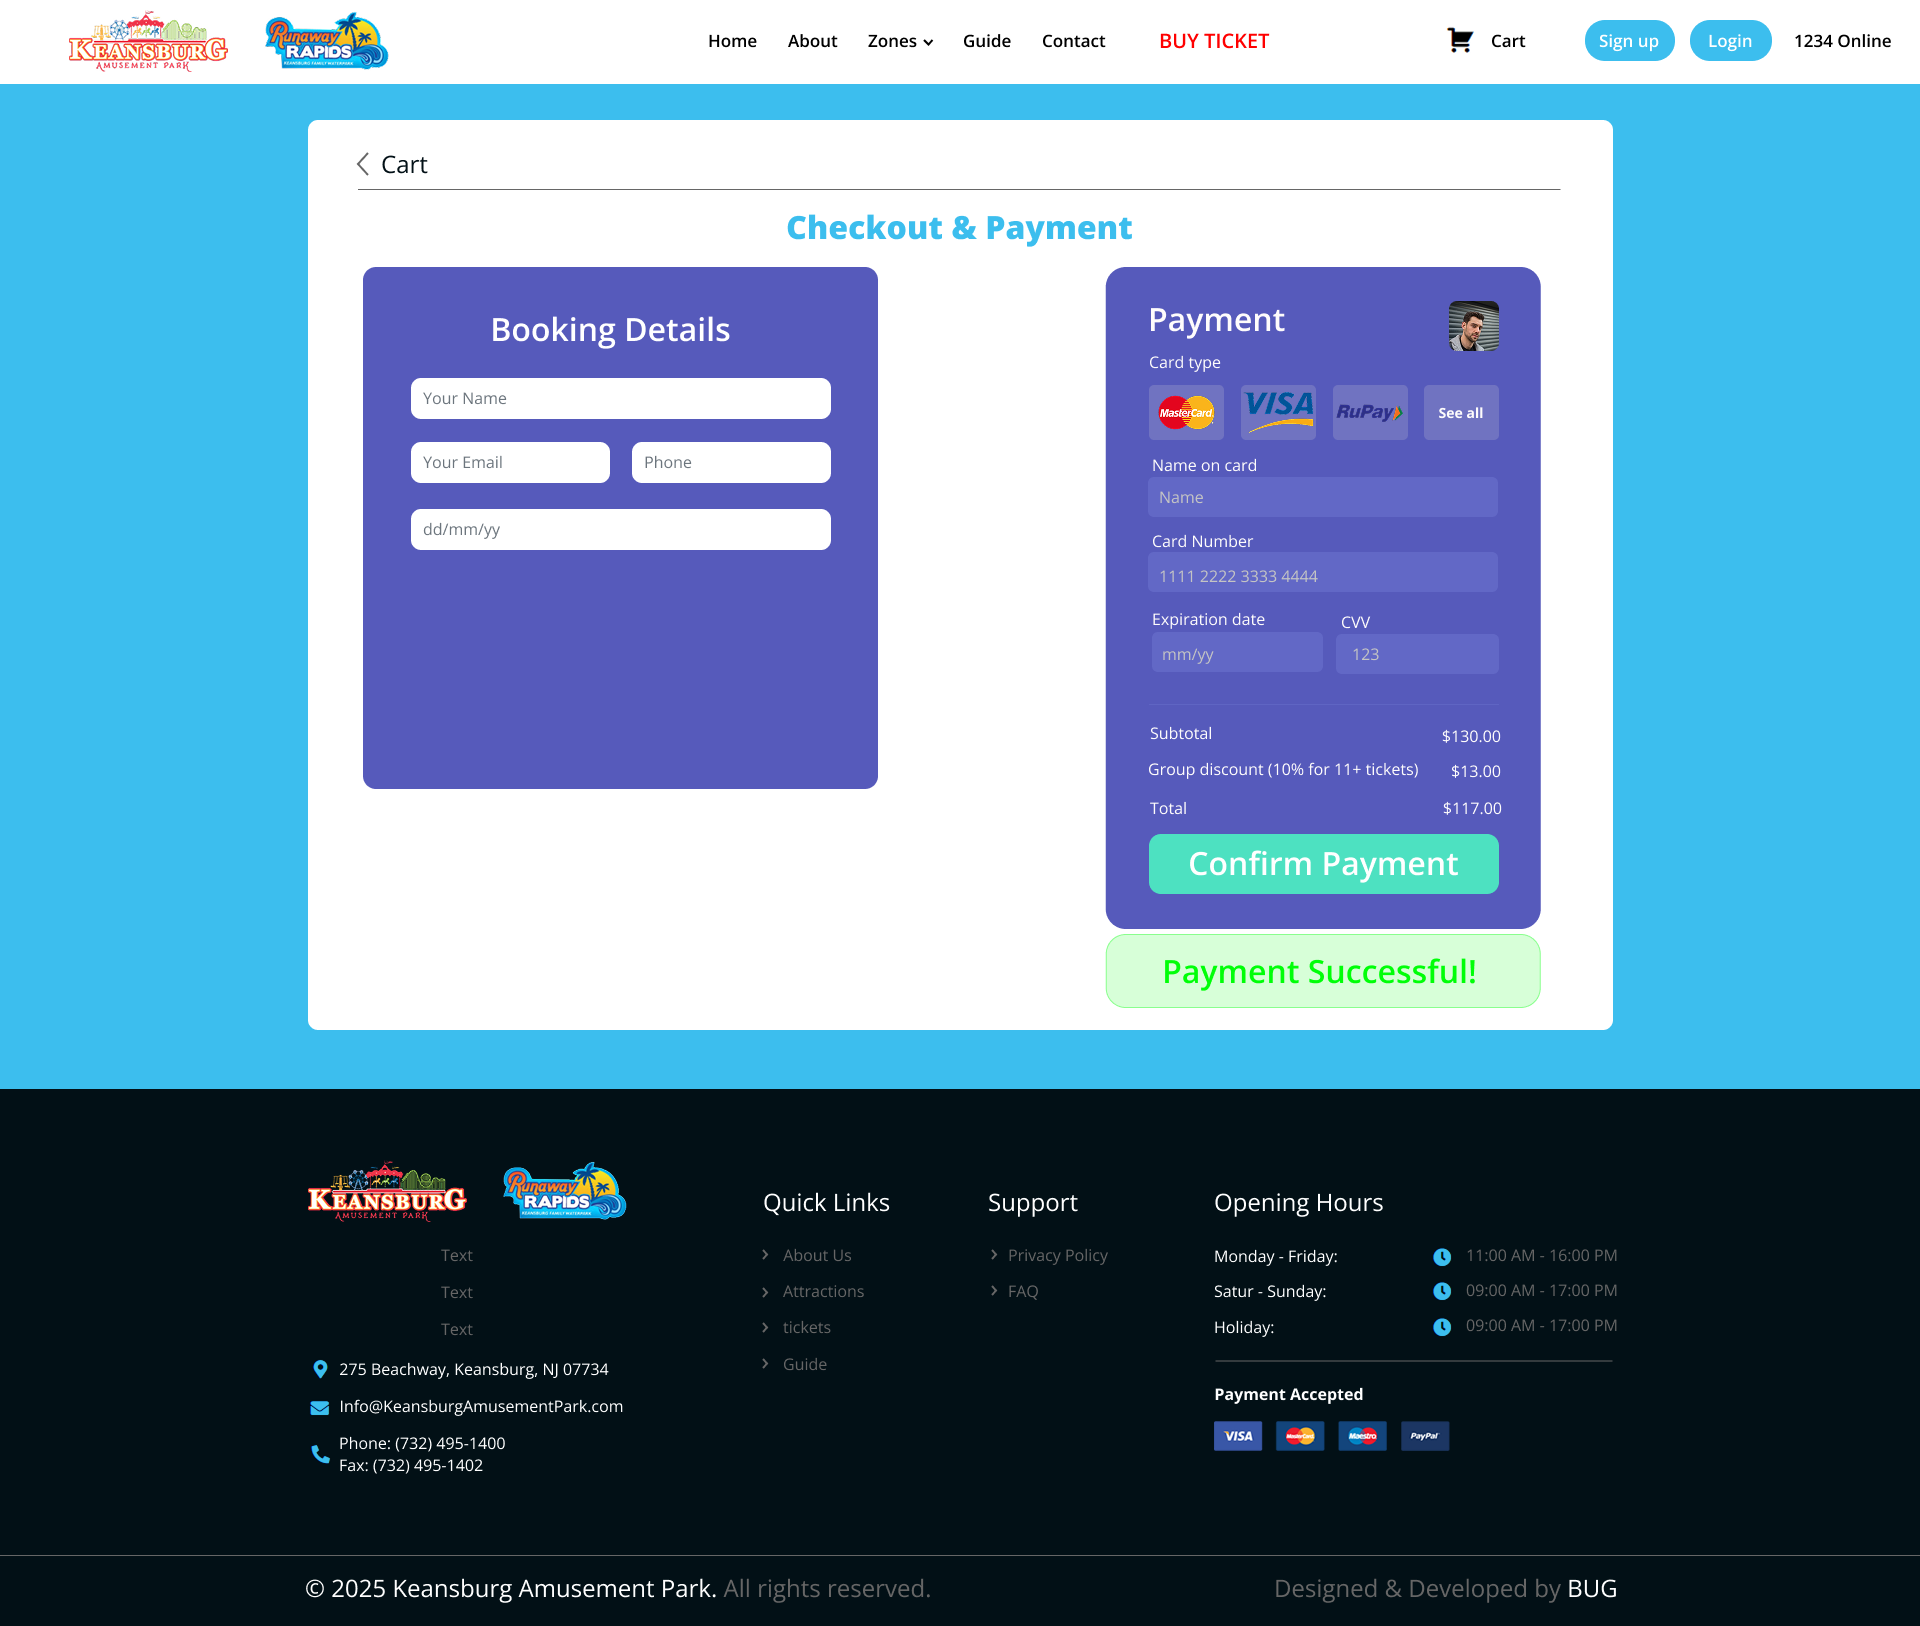 KEANSBURG
AMUSEMENT PARK
Runaway
RAPIDS
KEANSBURG FAMILY WATERPARK
Home
About
Zones
Guide
Contact
BUY TICKET
Cart
Sign up
Login
1234 Online
Cart
Checkout & Payment
Booking Details
Your Name
Your Email
Phone
dd/mm/yy
Payment
Card type
MasterCard
VISA
RuPay
See all
Name on card
Name
Card Number
1111 2222 3333 4444
Expiration date
CVV
mm/yy
123
Subtotal
$130.00
Group discount (10% for 11+ tickets)
$13.00
Total
$117.00
Confirm Payment
Payment Successful!
KEANSBURG
AMUSEMENT PARK
Runaway
RAPIDS
KEANSBURG FAMILY WATERPARK
Text
Text
Text
275 Beachway, Keansburg, NJ 07734
Info@KeansburgAmusementPark.com
Phone: (732) 495-1400
Fax: (732) 495-1402
Quick Links
About Us
Attractions
tickets
Guide
Support
Privacy Policy
FAQ
Opening Hours
Monday - Friday:
11:00 AM - 16:00 PM
Satur - Sunday:
09:00 AM - 17:00 PM
Holiday:
09:00 AM - 17:00 PM
Payment Accepted
VISA
MasterCard
Maestro
PayPal
© 2025 Keansburg Amusement Park. All rights reserved.
Designed & Developed by BUG